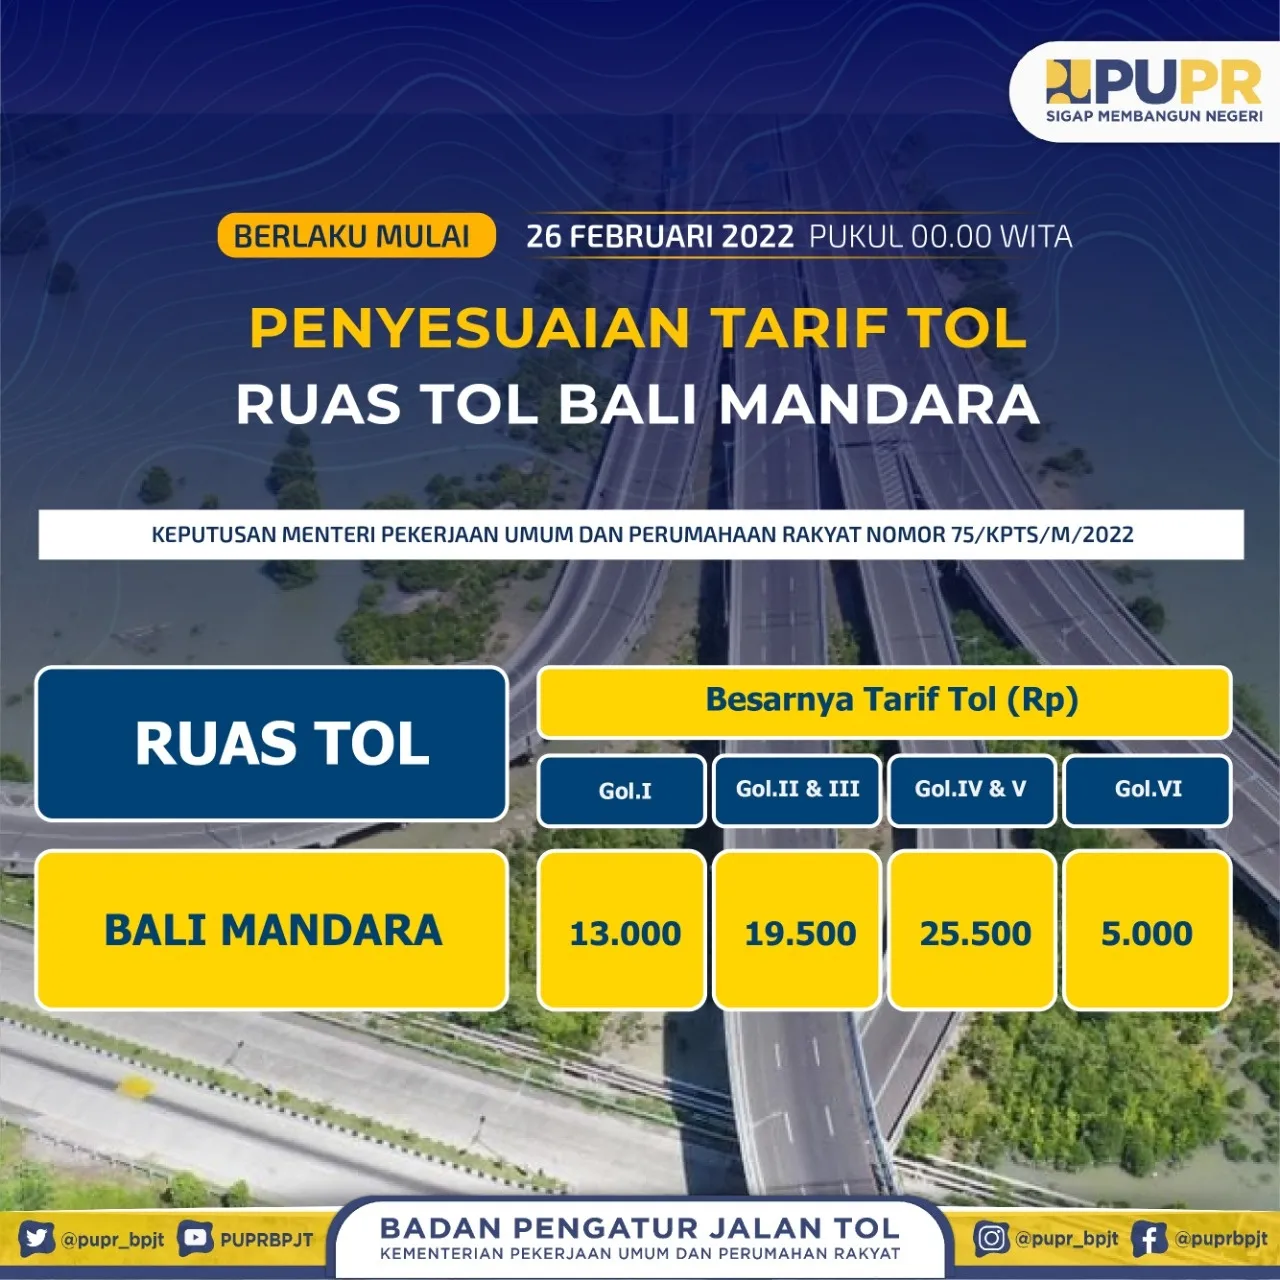 PUPR
SIGAP MEMBANGUN NEGERI
BERLAKU MULAI 26 FEBRUARI 2022 PUKUL 00.00 WITA
PENYESUAIAN TARIF TOL
RUAS TOL BALI MANDARA
KEPUTUSAN MENTERI PEKERJAAN UMUM DAN PERUMAHAAN RAKYAT NOMOR 75/KPTS/M/2022
RUAS TOL
Besarnya Tarif Tol (Rp)
Gol.I Gol.II & III Gol.IV & V Gol.VI
BALI MANDARA 13.000 19.500 25.500 5.000
@pupr_bpjt PUPRBPJT
BADAN PENGATUR JALAN TOL
KEMENTERIAN PEKERJAAN UMUM DAN PERUMAHAN RAKYAT
@pupr_bpjt @puprbpjt